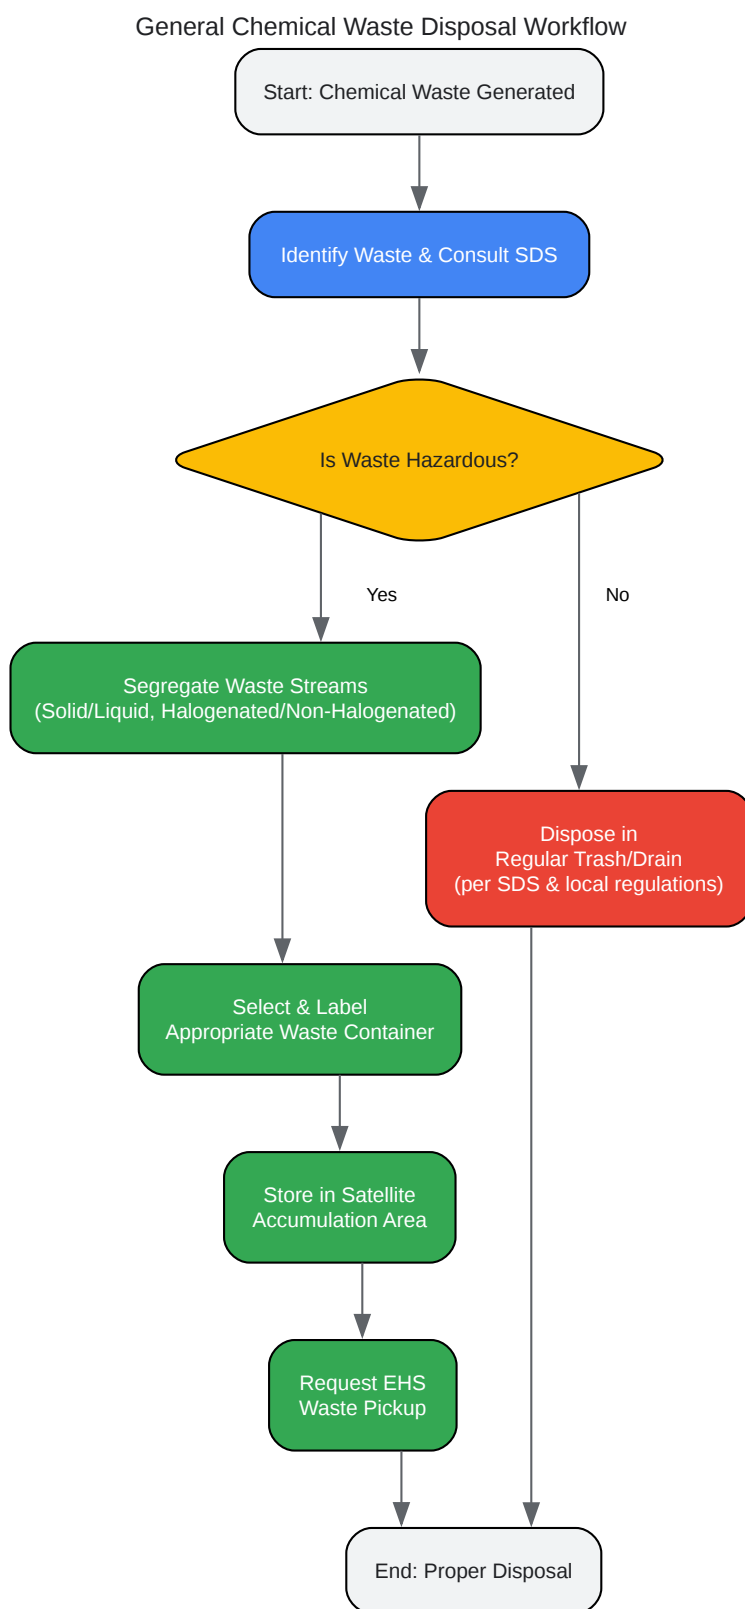 General Chemical Waste Disposal Workflow
Start: Chemical Waste Generated
Identify Waste & Consult SDS
Is Waste Hazardous?
Yes
No
Segregate Waste Streams
(Solid/Liquid, Halogenated/Non-Halogenated)
Dispose in
Regular Trash/Drain
(per SDS & local regulations)
Select & Label
Appropriate Waste Container
Store in Satellite
Accumulation Area
Request EHS
Waste Pickup
End: Proper Disposal